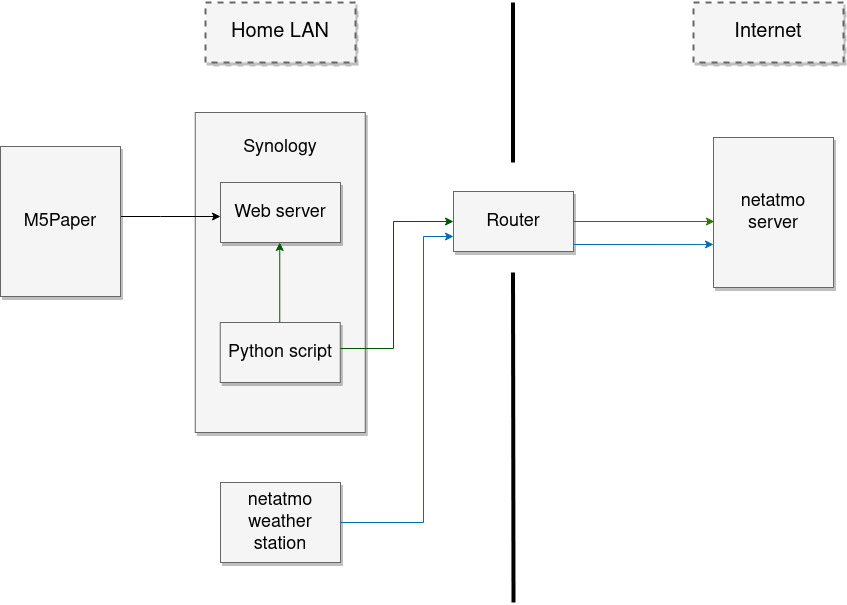 Home LAN
Internet
Synology
M5Paper
Web server
Router
netatmo
server
Python script
netatmo
weather
station